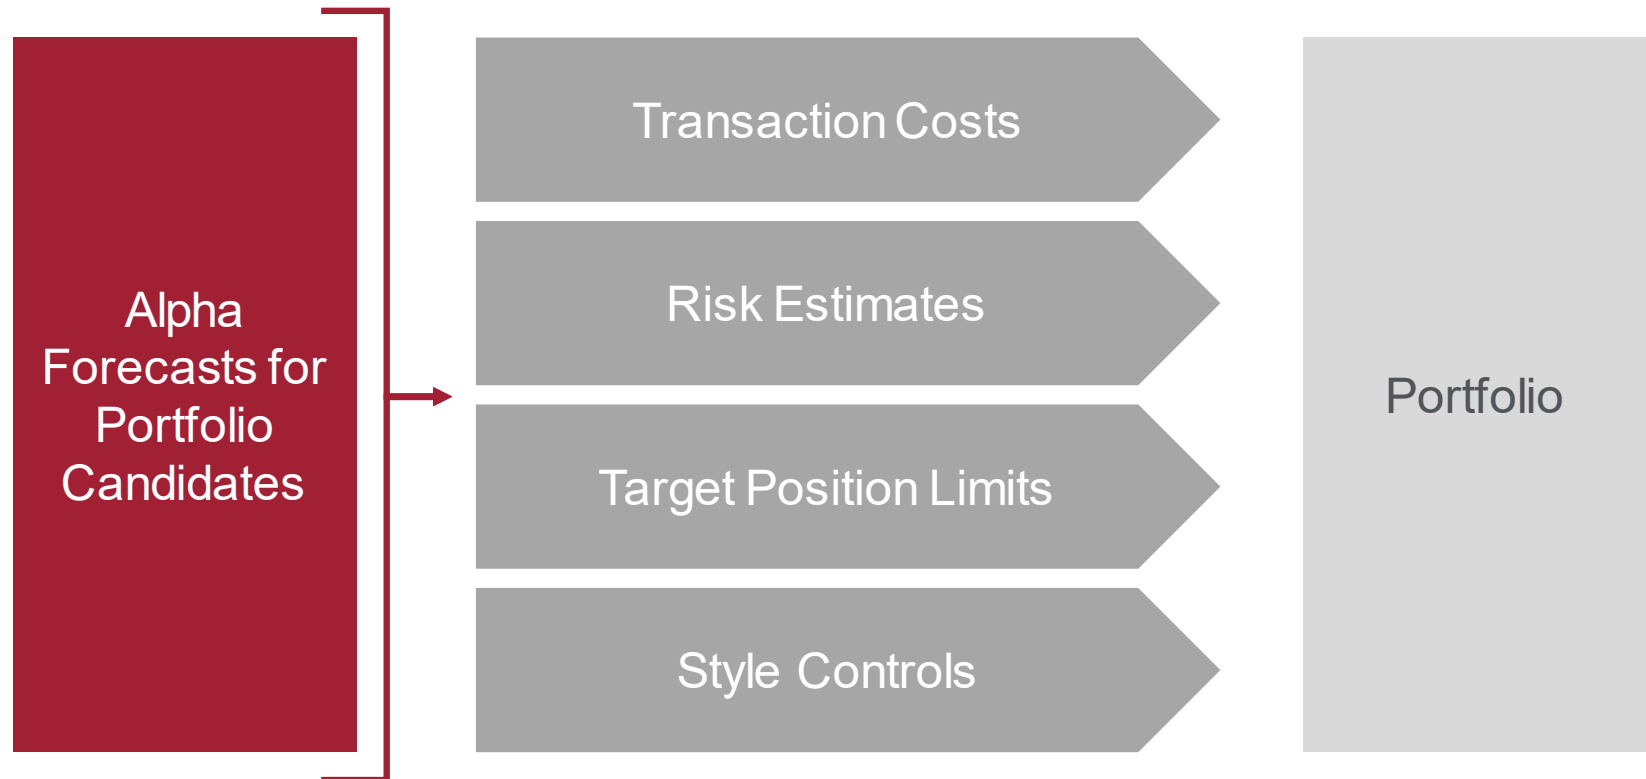 Alpha
Forecasts for
Portfolio
Candidates
Transaction Costs
Risk Estimates
Target Position Limits
Style Controls
Portfolio